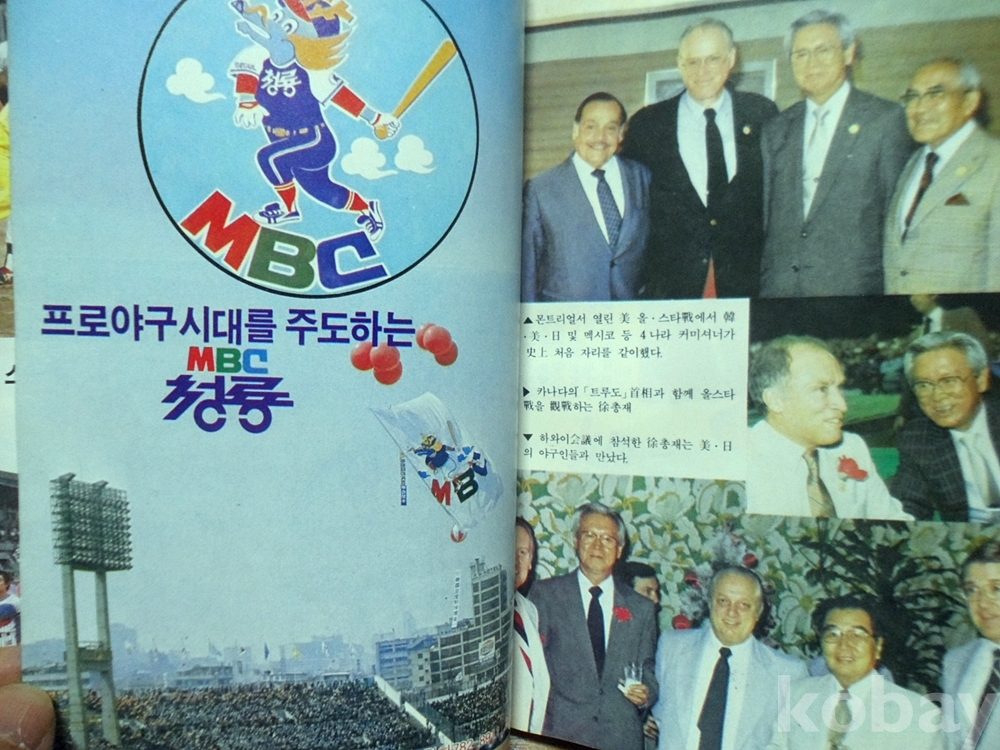 청룡
MBC
프로야구시대를 주도하는
MBC
청룡
MBC
▲몬트리얼서 열린 美 올·스타戰에서 韓
·美·日 및 멕시코 등 4나라 커미셔너가
史上 처음 자리를 같이했다.
▶ 카나다의「트루도」首相과 함께 올스타
戰을 觀戰하는 徐총재
▼ 하와이会議에 참석한 徐총재는 美·日
의 야구인들과 만났다.
kobay